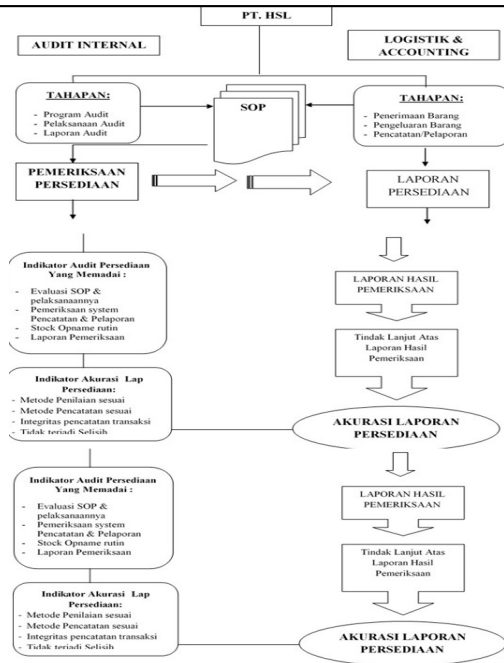 PT. HSL
AUDIT INTERNAL
LOGISTIK &
ACCOUNTING
TAHAPAN:
- Program Audit
- Pelaksanaan Audit
- Laporan Audit
SOP
TAHAPAN:
- Penerimaan Barang
- Pengeluaran Barang
- Pencatatan/Pelaporan
PEMERIKSAAN
PERSEDIAAN
LAPORAN
PERSEDIAAN
Indikator Audit Persediaan
Yang Memadai :
- Evaluasi SOP &
pelaksanaannya
- Pemeriksaan system
Pencatatan & Pelaporan
- Stock Opname rutin
- Laporan Pemeriksaan
LAPORAN HASIL
PEMERIKSAAN
Tindak Lanjut Atas
Laporan Hasil
Pemeriksaan
Indikator Akurasi Lap
Persediaan:
- Metode Penilaian sesuai
- Metode Pencatatan sesuai
- Integritas pencatatan transaksi
- Tidak terjadi Selisih
AKURASI LAPORAN
PERSEDIAAN
Indikator Audit Persediaan
Yang Memadai :
- Evaluasi SOP &
pelaksanaannya
- Pemeriksaan system
Pencatatan & Pelaporan
- Stock Opname rutin
- Laporan Pemeriksaan
LAPORAN HASIL
PEMERIKSAAN
Tindak Lanjut Atas
Laporan Hasil
Pemeriksaan
Indikator Akurasi Lap
Persediaan:
- Metode Penilaian sesuai
- Metode Pencatatan sesuai
- Integritas pencatatan transaksi
- Tidak terjadi Selisih
AKURASI LAPORAN
PERSEDIAAN